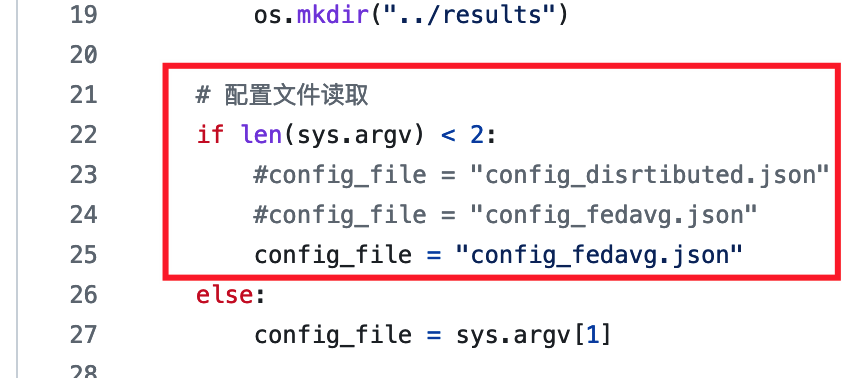 19 os.mkdir("../results")
20
21 # 配置文件读取
22 if len(sys.argv) < 2:
23 #config_file = "config_disrtibuted.json"
24 #config_file = "config_fedavg.json"
25 config_file = "config_fedavg.json"
26 else:
27 config_file = sys.argv[1]
28